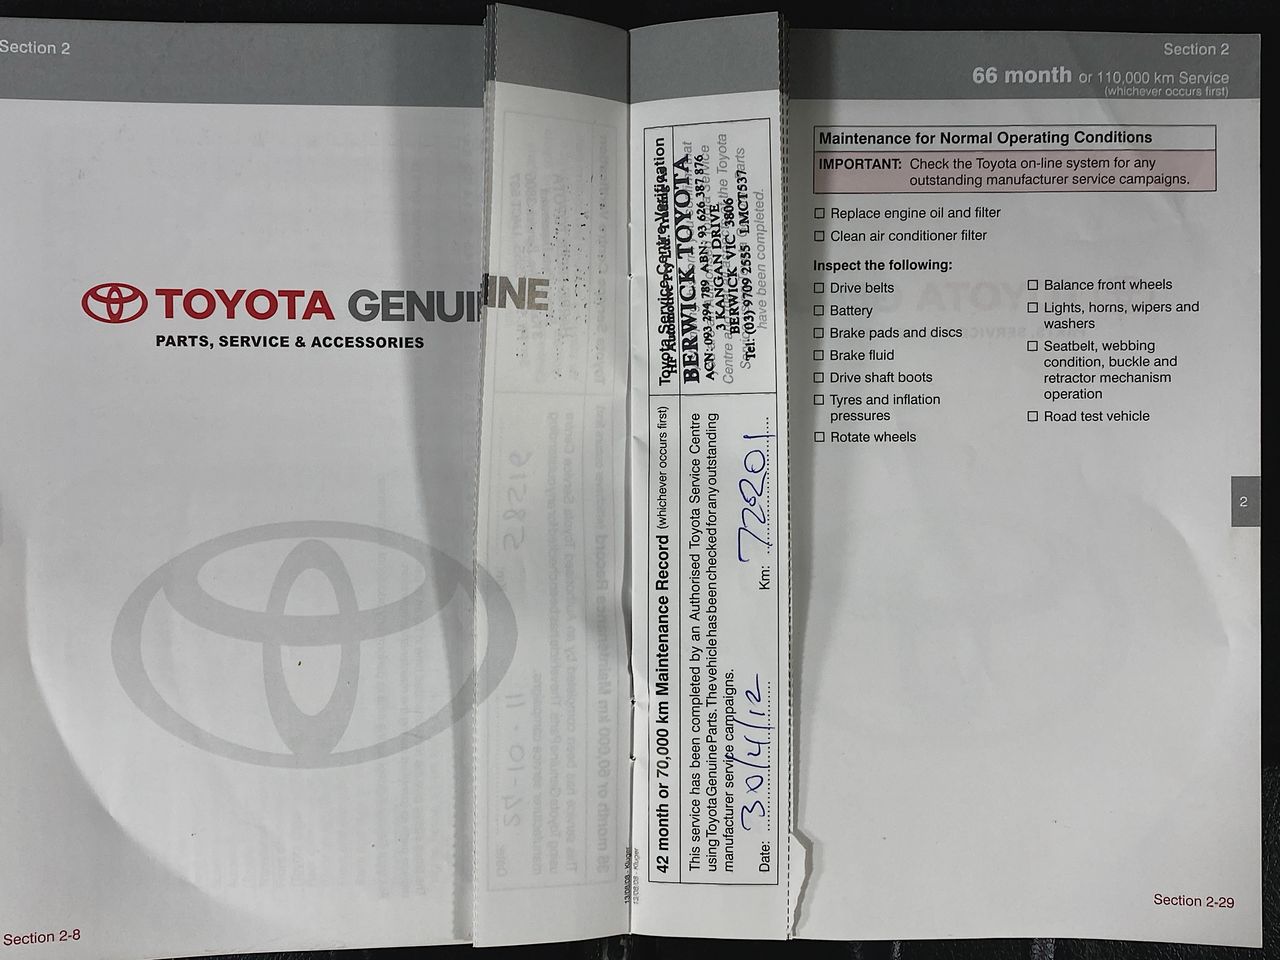 Section 2
TOYOTA GENUINE
PARTS, SERVICE & ACCESSORIES
Section 2-8
42 month or 70,000 km Maintenance Record (whichever occurs first)
This service has been completed by an Authorised Toyota Service Centre
using Toyota Genuine Parts. The vehicle has been checked for any outstanding
manufacturer service campaigns.
Date: 30/4/12 Km: 72201
Toyota Service Centre Verification
BERWICK TOYOTA
ACN: 093 294 789 ABN: 93 626 387 876
3 KANGAN DRIVE
BERWICK VIC 3806
Tel: (03) 9709 2555 LMCT 537
have been completed.
Section 2
66 month or 110,000 km Service
(whichever occurs first)
Maintenance for Normal Operating Conditions
IMPORTANT: Check the Toyota on-line system for any
outstanding manufacturer service campaigns.
Replace engine oil and filter
Clean air conditioner filter
Inspect the following:
Drive belts
Battery
Brake pads and discs
Brake fluid
Drive shaft boots
Tyres and inflation
pressures
Rotate wheels
Balance front wheels
Lights, horns, wipers and
washers
Seatbelt, webbing
condition, buckle and
retractor mechanism
operation
Road test vehicle
2
Section 2-29